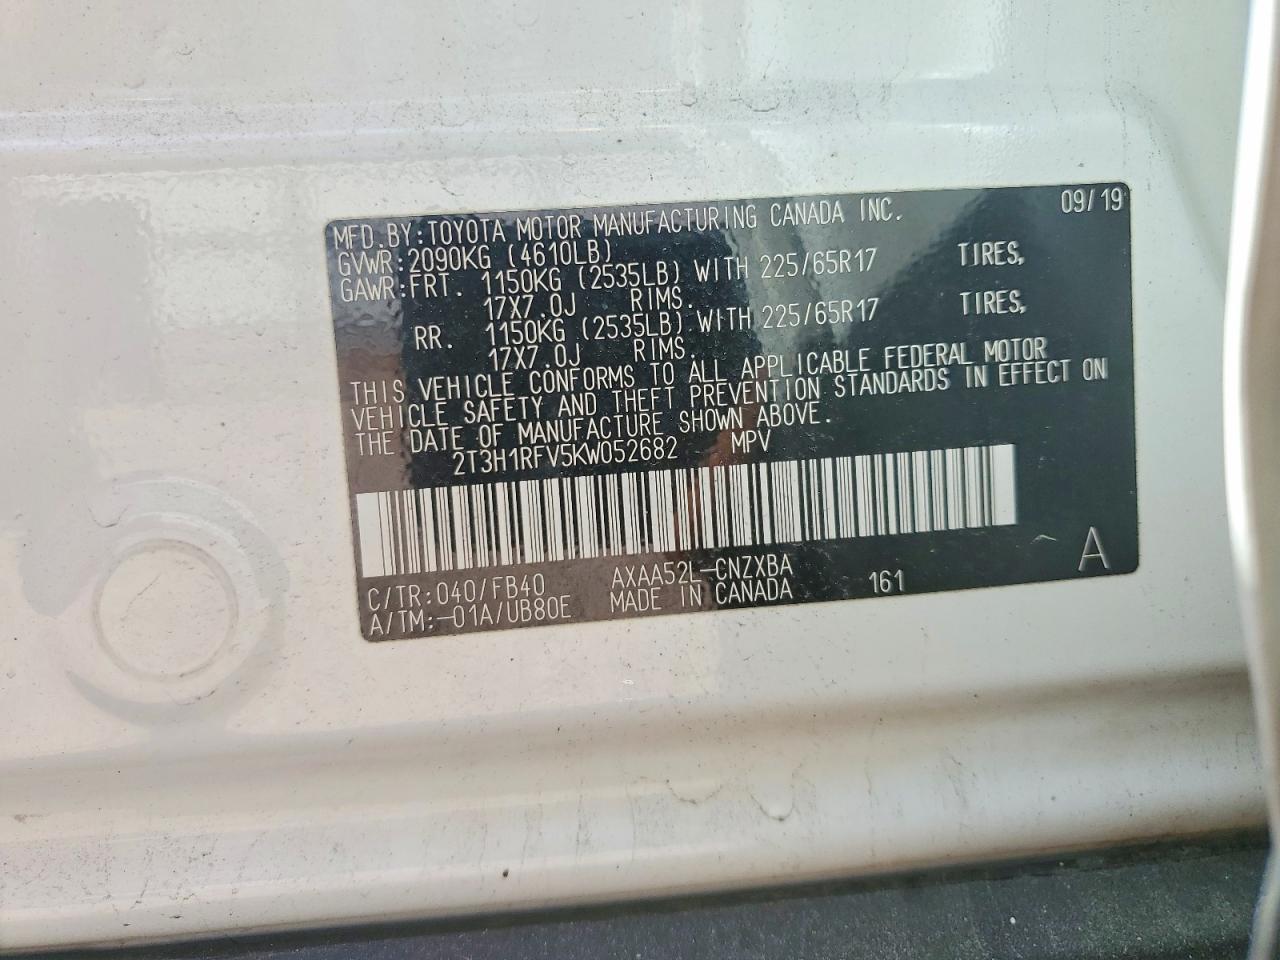 MFD.BY:TOYOTA MOTOR MANUFACTURING CANADA INC. 09/19
GVWR:2090KG (4610LB)
GAWR:FRT. 1150KG (2535LB) WITH 225/65R17 TIRES,
17X7.0J RIMS.
RR. 1150KG (2535LB) WITH 225/65R17 TIRES,
17X7.0J RIMS.
THIS VEHICLE CONFORMS TO ALL APPLICABLE FEDERAL MOTOR
VEHICLE SAFETY AND THEFT PREVENTION STANDARDS IN EFFECT ON
THE DATE OF MANUFACTURE SHOWN ABOVE.
2T3H1RFV5KW052682 MPV
C/TR:040/FB40 AXAA52L-CNZXBA
A/TM:-01A/UB80E MADE IN CANADA 161 A